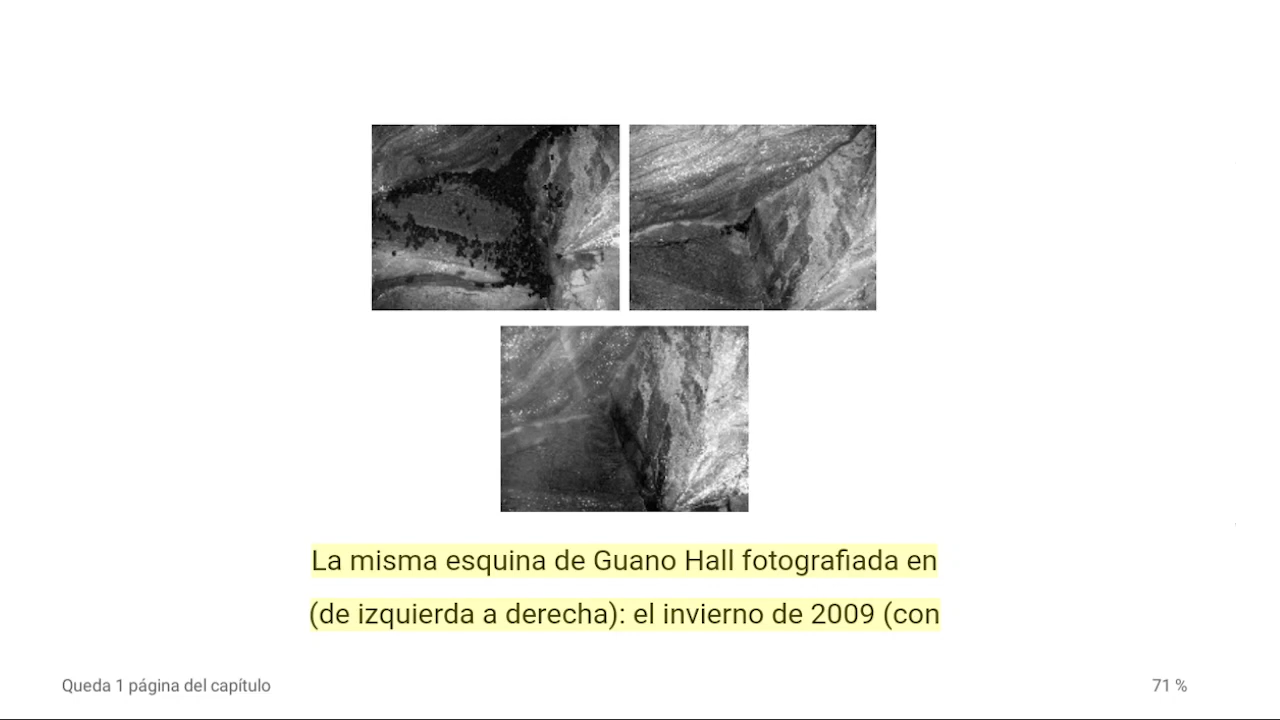 La misma esquina de Guano Hall fotografiada en
(de izquierda a derecha): el invierno de 2009 (con
Queda 1 página del capítulo
71 %